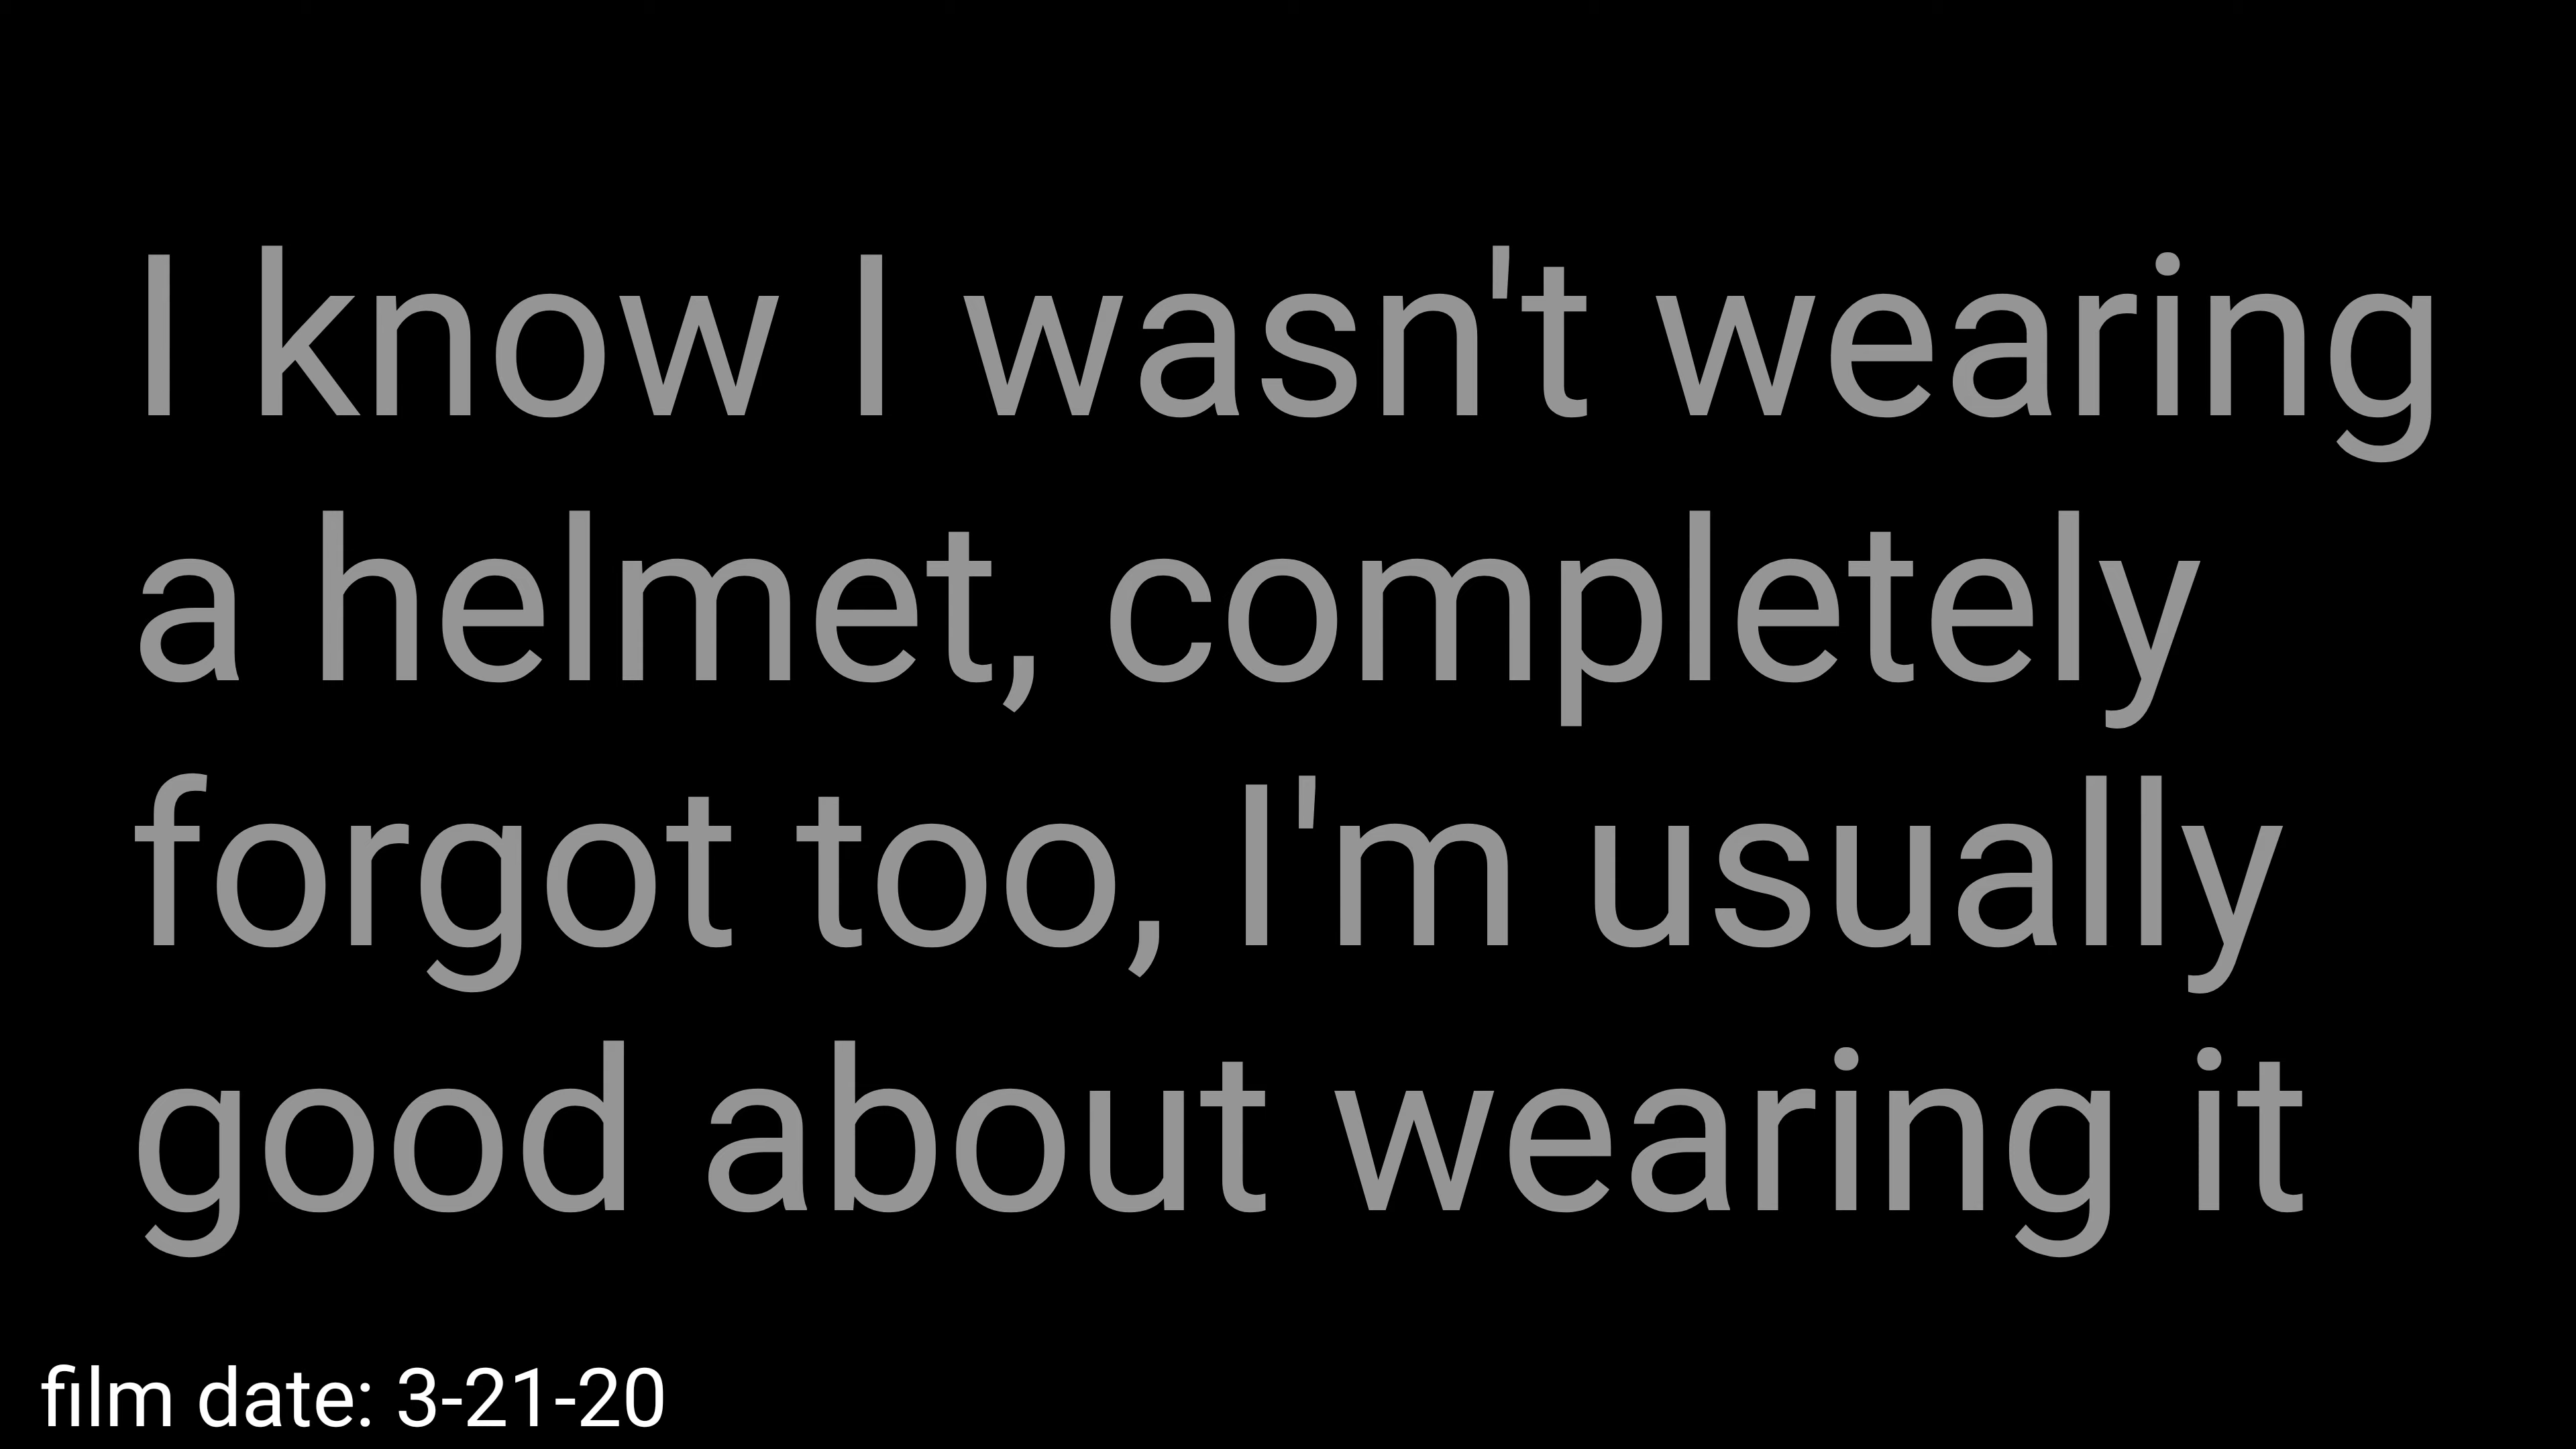 I know I wasn't wearing
a helmet, completely
forgot too, I'm usually
good about wearing it
film date: 3-21-20